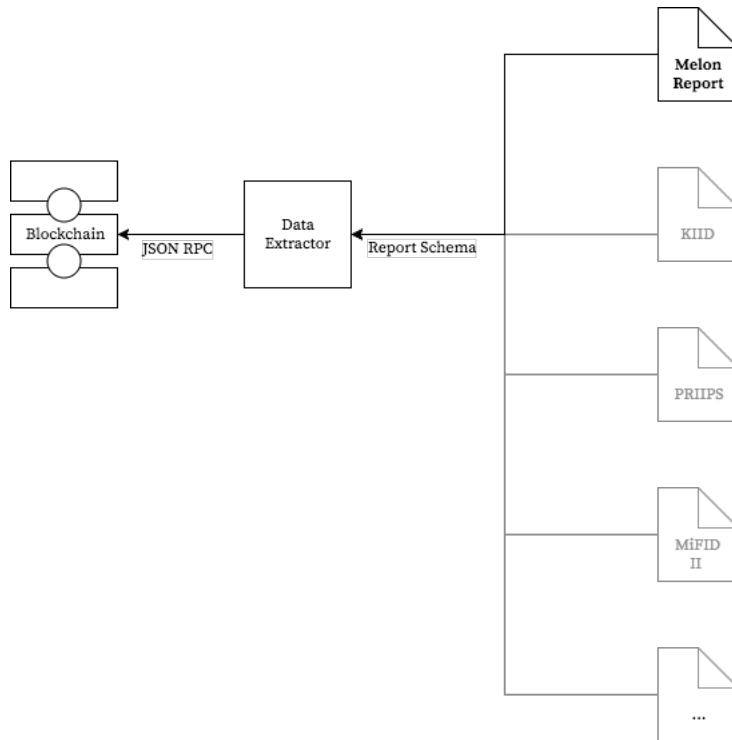 Melon
Report
Blockchain
JSON RPC
Data
Extractor
Report Schema
KIID
PRIIPS
MiFID
II
...